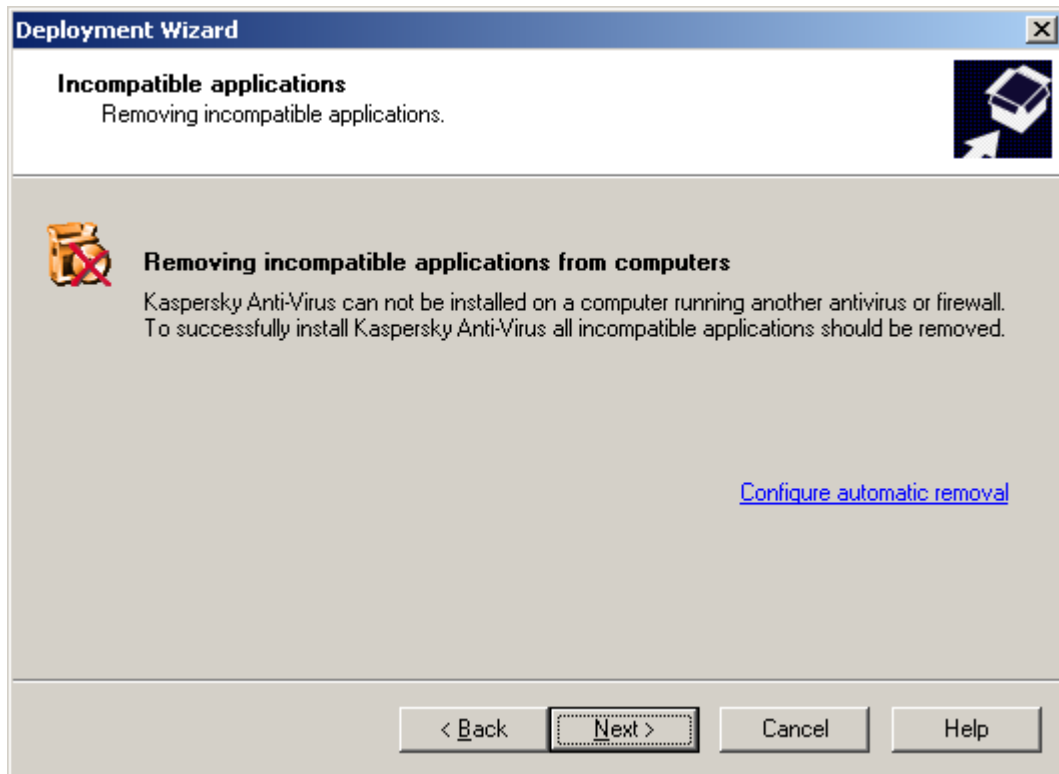 Deployment Wizard
Incompatible applications
Removing incompatible applications.
Removing incompatible applications from computers
Kaspersky Anti-Virus can not be installed on a computer running another antivirus or firewall.
To successfully install Kaspersky Anti-Virus all incompatible applications should be removed.
Configure automatic removal
< Back
Next >
Cancel
Help